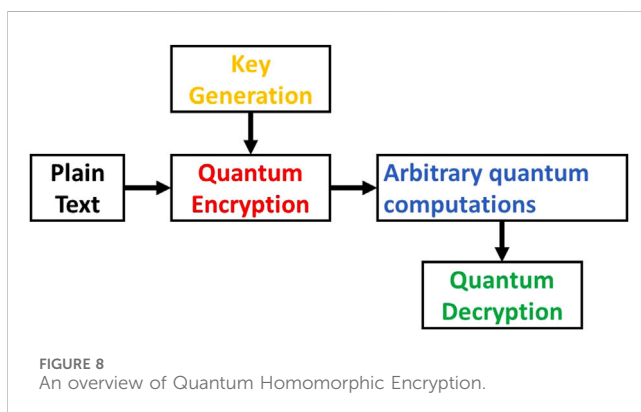 Key
Generation
Plain
Text
Quantum
Encryption
Arbitrary quantum
computations
Quantum
Decryption
FIGURE 8
An overview of Quantum Homomorphic Encryption.